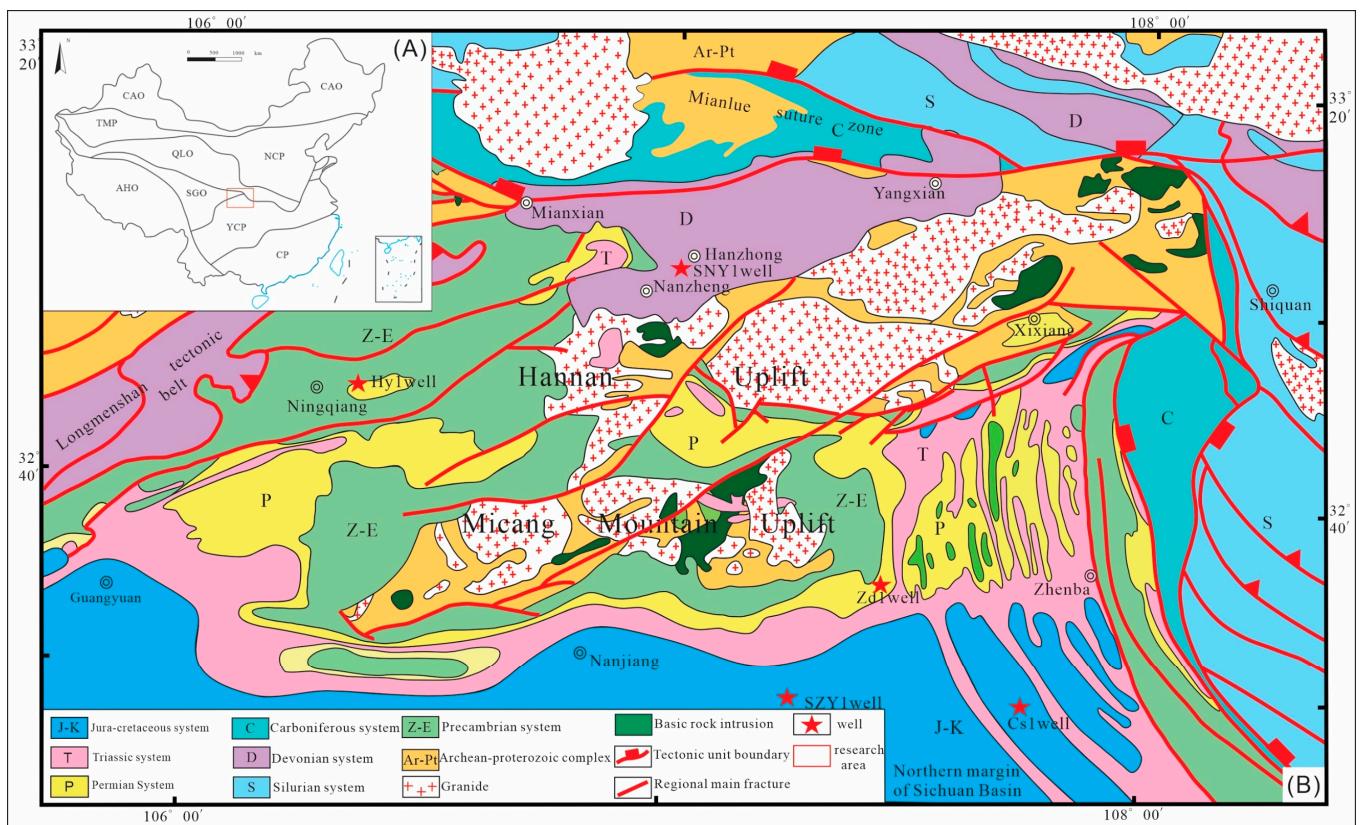 106° 00′
108° 00′
33°
20′
33°
20′
(A)
N
0 500 1000 km
CAO
CAO
TMP
QLO
NCP
AHO
SGO
YCP
CP
Ar-Pt
Mianlue
suture C zone
S
D
Yangxian
Mianxian
D
Hanzhong
SNY1well
Nanzheng
T
Shiquan
Xixiang
Z-E
Longmenshan tectonic
belt
Hy1well
Ningqiang
Hannan Uplift
P
T
C
32°
40′
32°
40′
P
Z-E
Z-E
P
S
Micang Mountain Uplift
Guangyuan
Zd1well
Zhenba
Nanjiang
SZY1well
J-K
Cs1well
Northern margin
of Sichuan Basin
(B)
J-K Jura-cretaceous system
C Carboniferous system
Z-E Precambrian system
Basic rock intrusion
well
T Triassic system
D Devonian system
Ar-Pt Archean-proterozoic complex
Tectonic unit boundary
research
area
P Permian System
S Silurian system
Granide
Regional main fracture
106° 00′
108° 00′